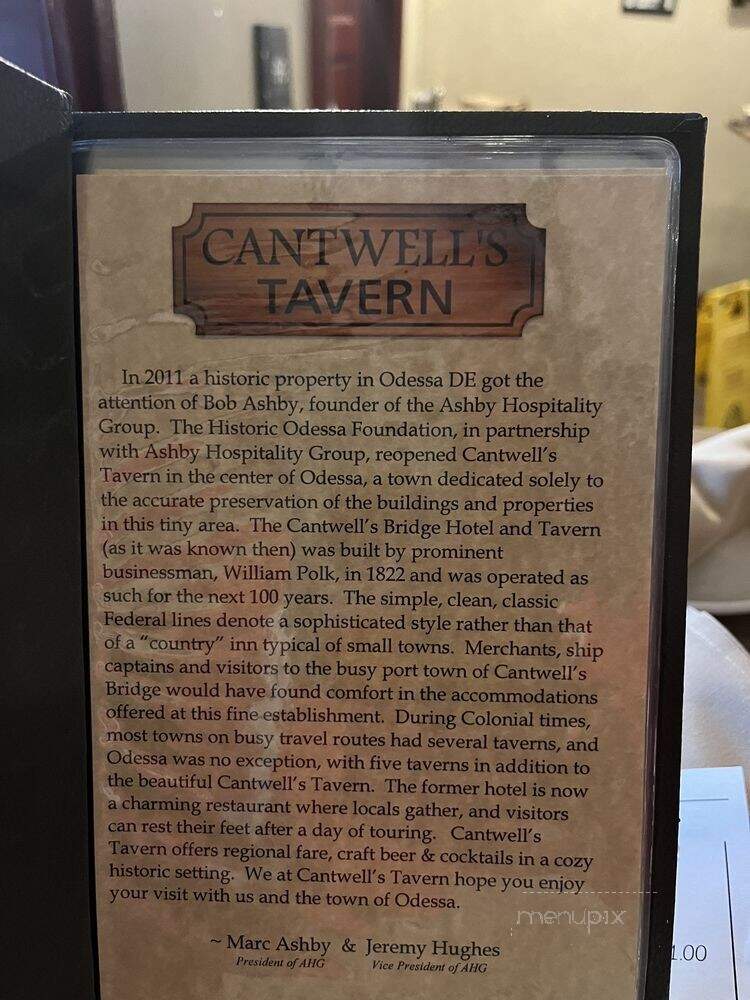 CANTWELL'S
TAVERN
In 2011 a historic property in Odessa DE got the
attention of Bob Ashby, founder of the Ashby Hospitality
Group. The Historic Odessa Foundation, in partnership
with Ashby Hospitality Group, reopened Cantwell's
Tavern in the center of Odessa, a town dedicated solely to
the accurate preservation of the buildings and properties
in this tiny area. The Cantwell's Bridge Hotel and Tavern
(as it was known then) was built by prominent
businessman, William Polk, in 1822 and was operated as
such for the next 100 years. The simple, clean, classic
Federal lines denote a sophisticated style rather than that
of a "country" inn typical of small towns. Merchants, ship
captains and visitors to the busy port town of Cantwell's
Bridge would have found comfort in the accommodations
offered at this fine establishment. During Colonial times,
most towns on busy travel routes had several taverns, and
Odessa was no exception, with five taverns in addition to
the beautiful Cantwell's Tavern. The former hotel is now
a charming restaurant where locals gather, and visitors
can rest their feet after a day of touring. Cantwell's
Tavern offers regional fare, craft beer & cocktails in a cozy
historic setting. We at Cantwell's Tavern hope you enjoy
your visit with us and the town of Odessa.
~ Marc Ashby & Jeremy Hughes
President of AHG Vice President of AHG
menupix
1.00